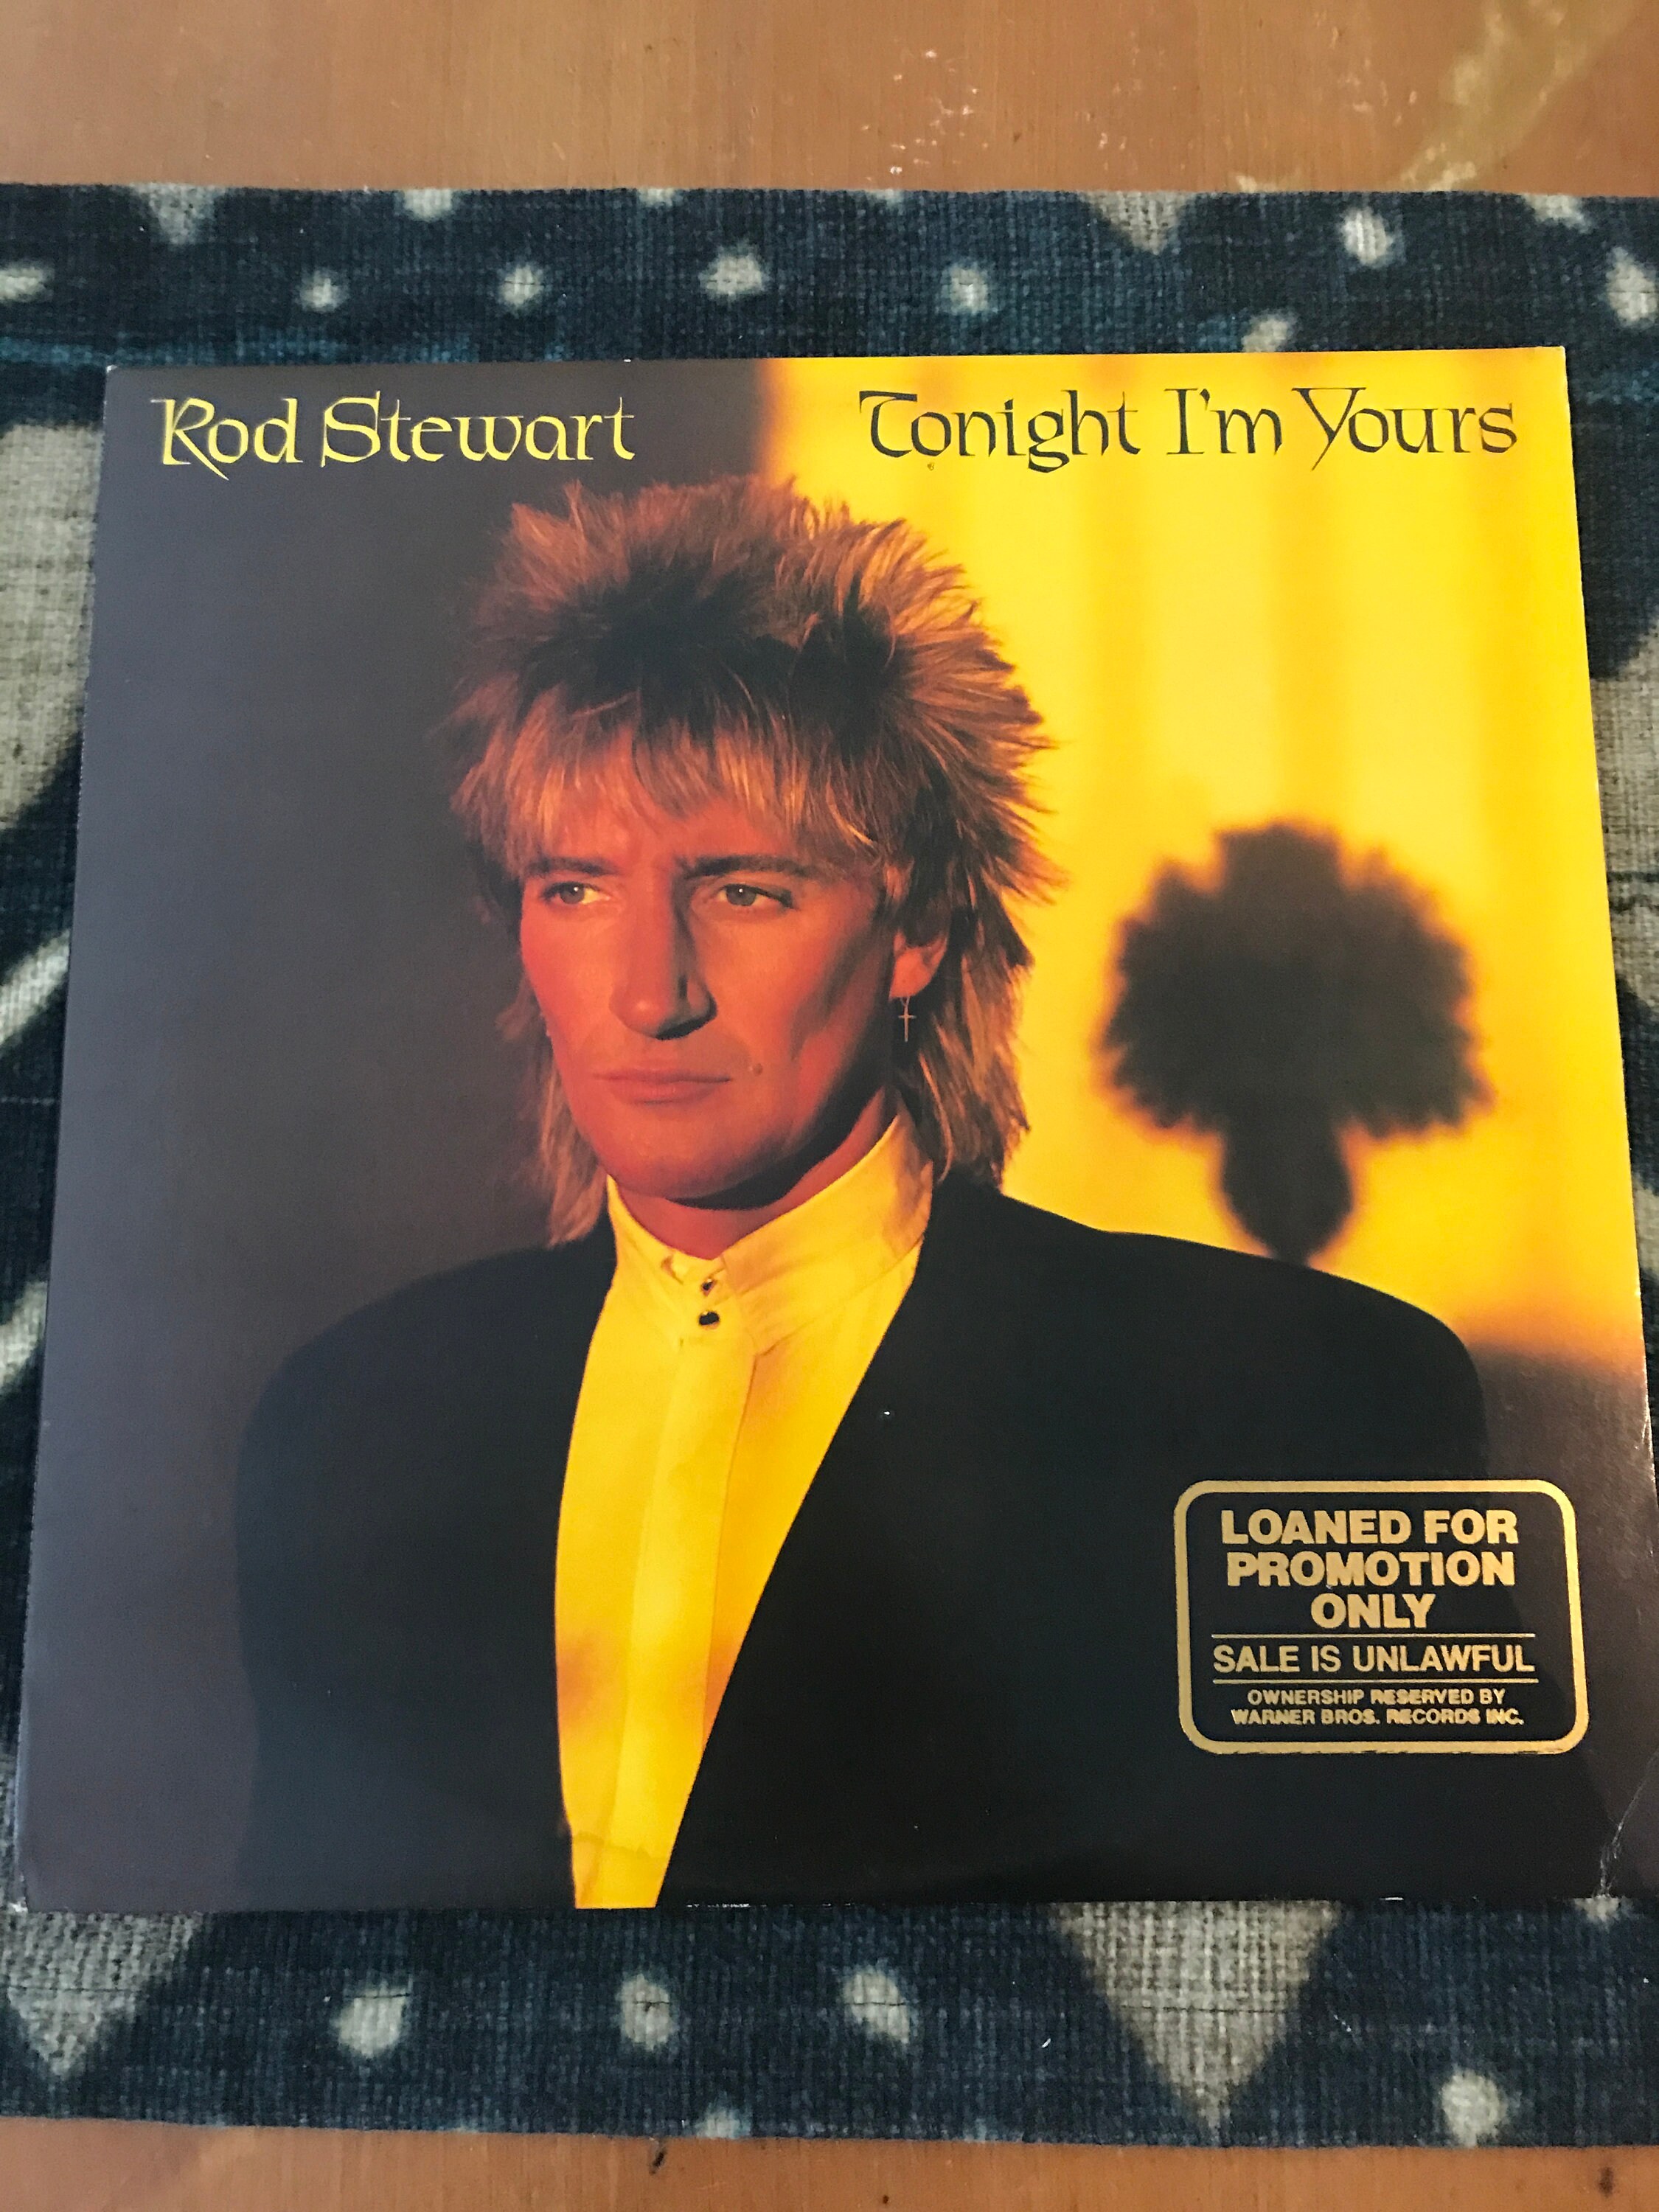 Rod Stewart
Tonight I'm Yours
LOANED FOR
PROMOTION
ONLY
SALE IS UNLAWFUL
OWNERSHIP RESERVED BY
WARNER BROS. RECORDS INC.